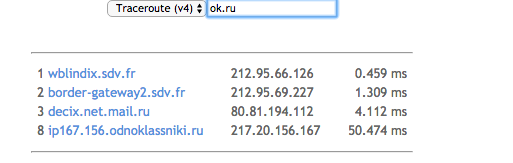 Traceroute (v4) ok.ru
1 wblindix.sdv.fr 212.95.66.126 0.459 ms
2 border-gateway2.sdv.fr 212.95.69.227 1.309 ms
3 decix.net.mail.ru 80.81.194.112 4.112 ms
8 ip167.156.odnoklassniki.ru 217.20.156.167 50.474 ms